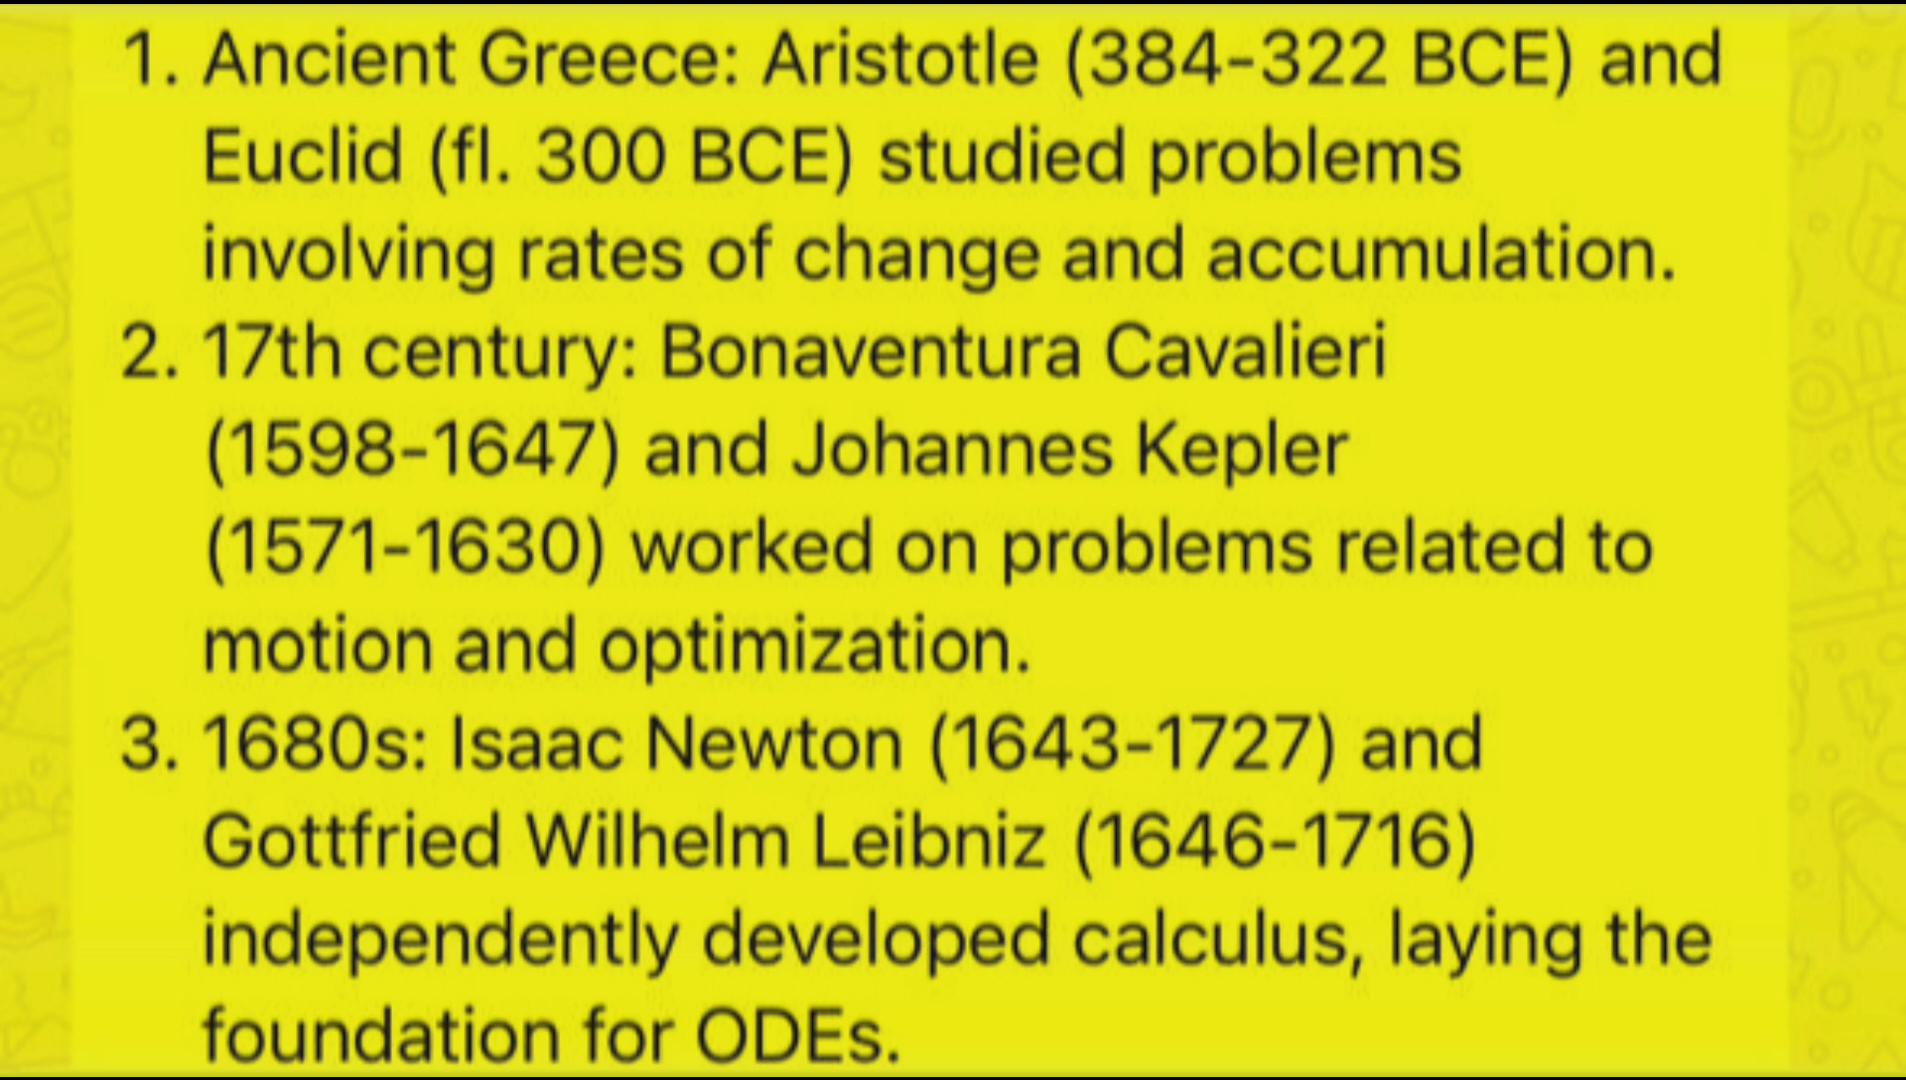 1. Ancient Greece: Aristotle (384-322 BCE) and
Euclid (fl. 300 BCE) studied problems
involving rates of change and accumulation.
2. 17th century: Bonaventura Cavalieri
(1598-1647) and Johannes Kepler
(1571-1630) worked on problems related to
motion and optimization.
3. 1680s: Isaac Newton (1643-1727) and
Gottfried Wilhelm Leibniz (1646-1716)
independently developed calculus, laying the
foundation for ODEs.